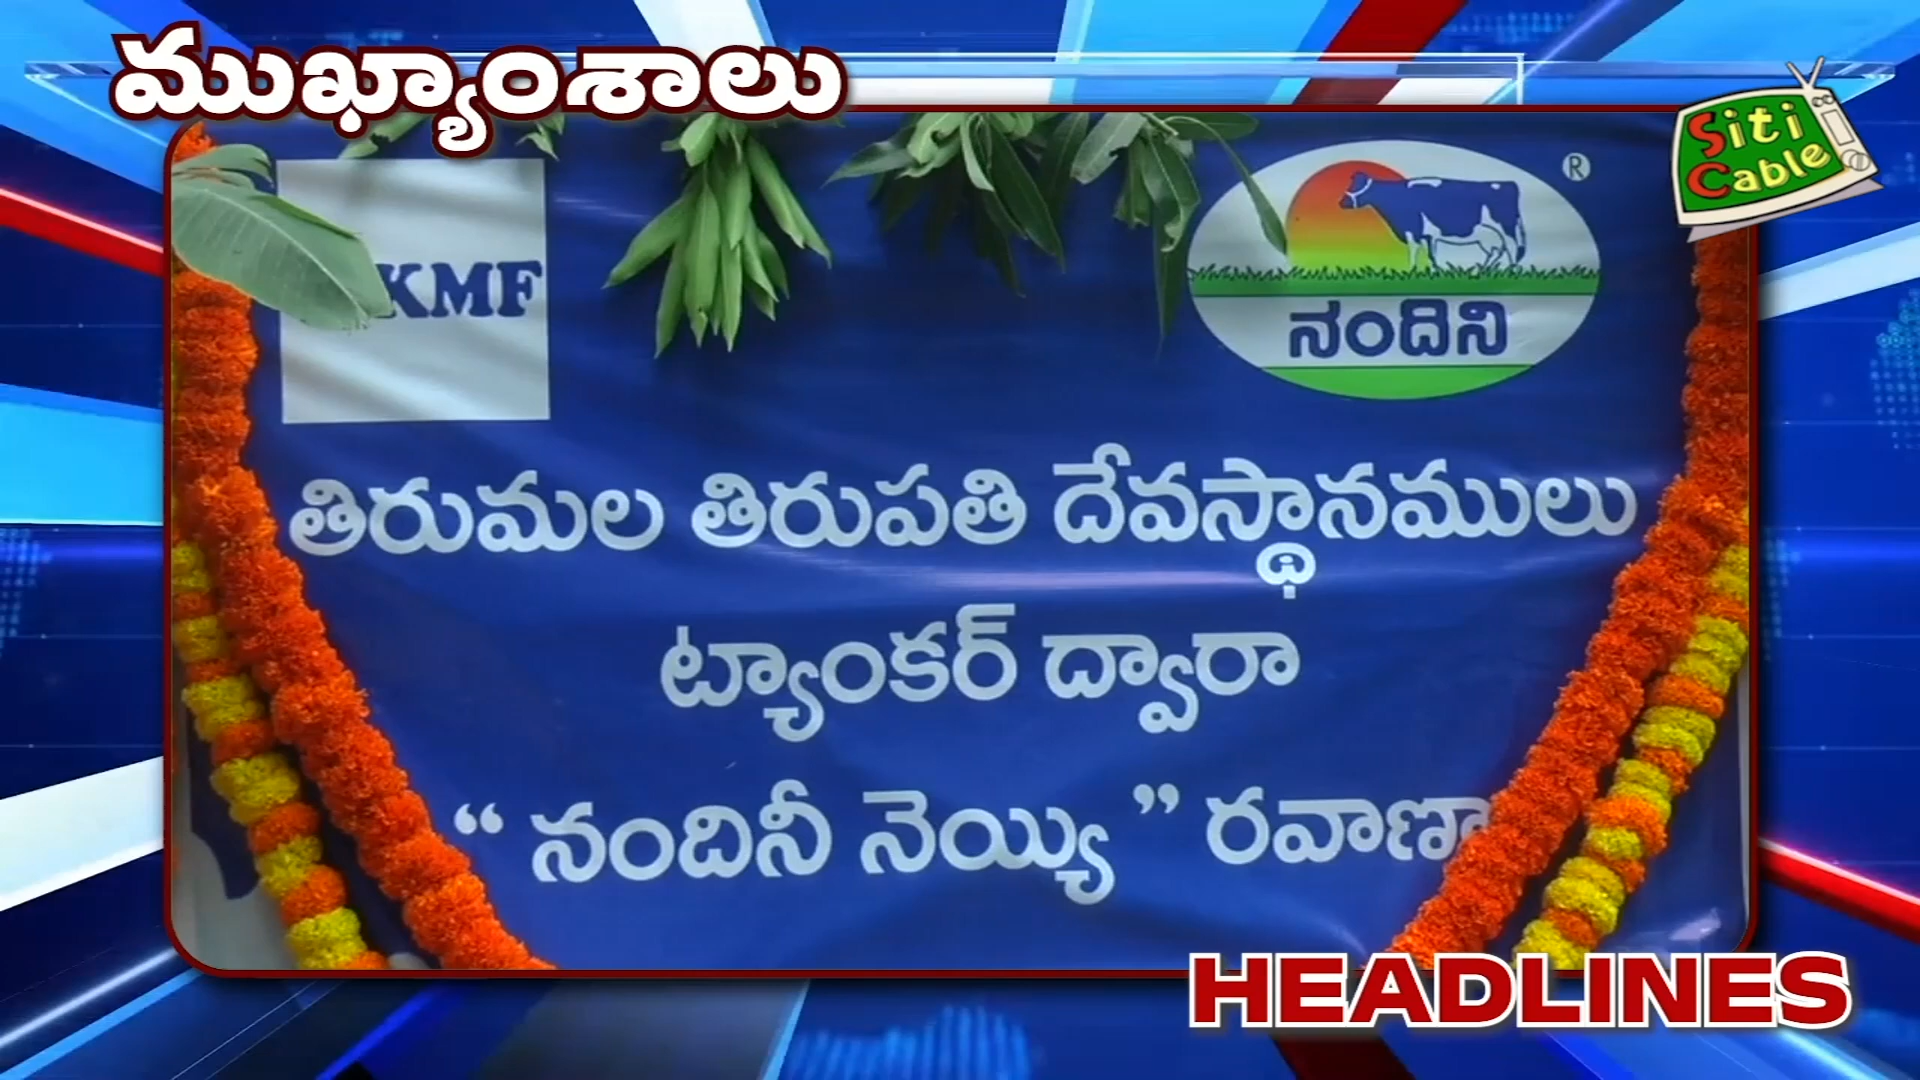 ముఖ్యాంశాలు
Siti
Cable
KMF
®
నందిని
తిరుమల తిరుపతి దేవస్థానములు
ట్యాంకర్ ద్వారా
“ నందినీ నెయ్యి ” రవాణా
HEADLINES